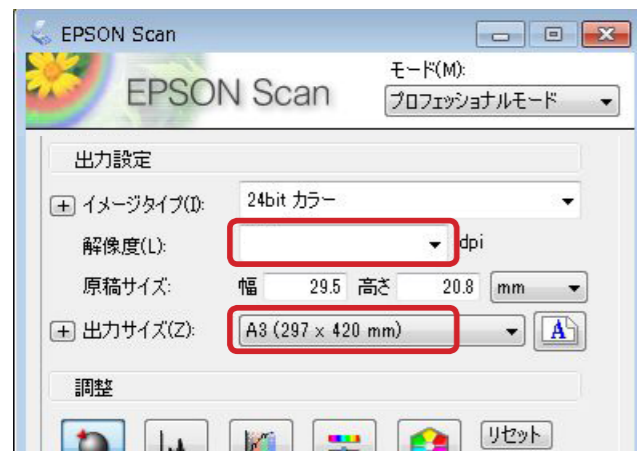 EPSON Scan
EPSON Scan
モード(M):
プロフェッショナルモード
出力設定
イメージタイプ(I): 24bit カラー
解像度(L): dpi
原稿サイズ: 幅 29.5 高さ 20.8 mm
出力サイズ(Z): A3 (297 x 420 mm) A
調整
リセット